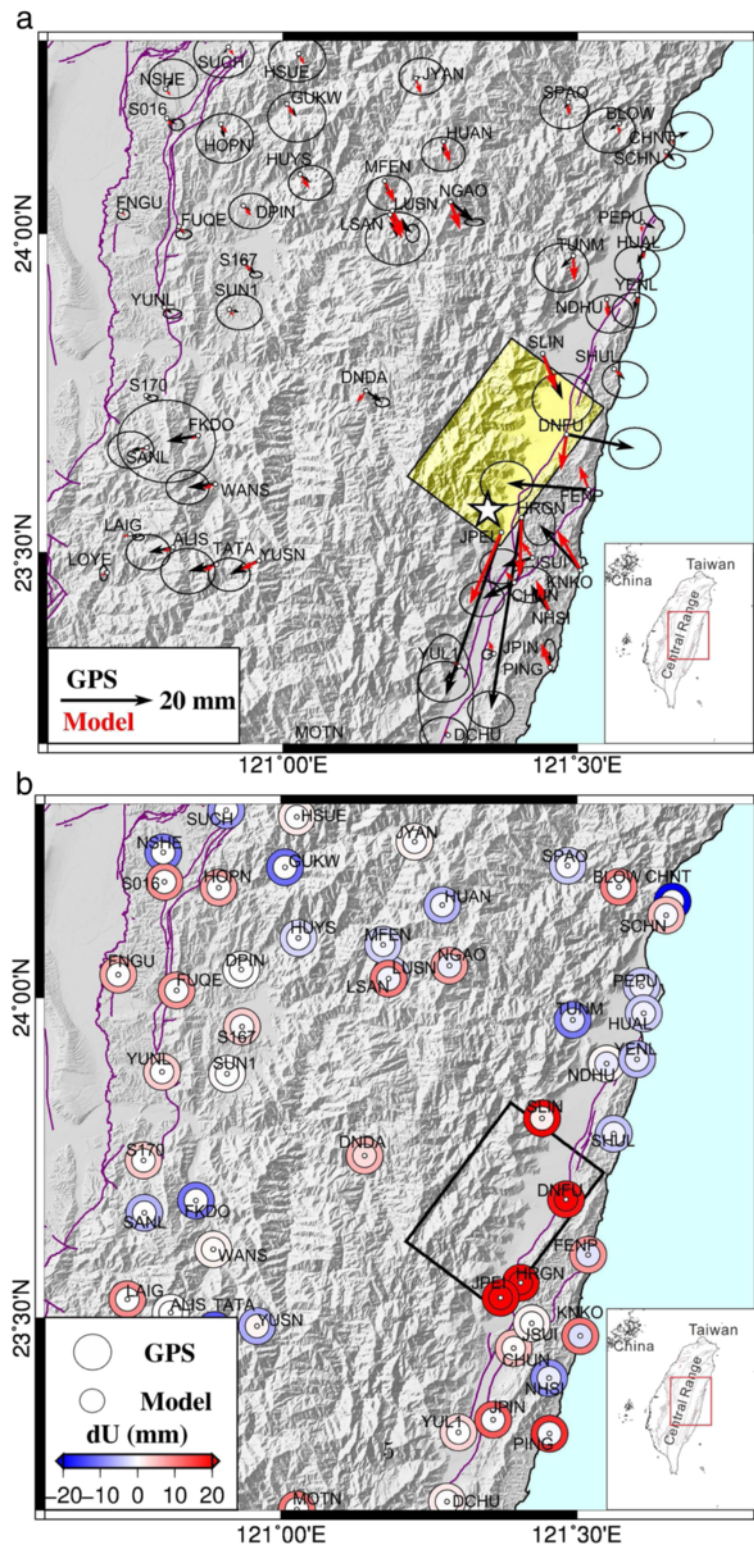 a
SUCH
HSUE
NSHE
JYAN
GUKW
SPAO
S016
BLOW
HOPN
HUAN
CHNT
SCHN
HUYS
MFEN
NGAO
LUSN
FNGU
DPIN
LSAN
PEPU
FUQE
24°00'N
HUAL
TUNM
S167
YENL
SUN1
YUNL
NDHU
SLIN
SHUL
DNDA
S170
FKDO
DNFU
SANL
WANS
FENP
HRGN
LAIG
JPEI
ALIS
TATA
YUSN
JSUI
LOYE
23°30'N
KNKO
CHUN
NHSI
YUL1
JPIN
PING
MOTN
DCHU
GPS
20 mm
Model
China
Taiwan
Central Range
121°00'E
121°30'E
b
SUCH
HSUE
NSHE
JYAN
GUKW
SPAO
S016
HOPN
BLOW
CHNT
HUAN
SCHN
HUYS
MFEN
NGAO
LUSN
FNGU
DPIN
LSAN
FUQE
PEPU
24°00'N
TUNM
HUAL
S167
YENL
YUNL
SUN1
NDHU
SLIN
SHUL
DNDA
S170
DNFU
FKDO
SANL
WANS
FENP
HRGN
JPEI
LAIG
ALIS
TATA
YUSN
KNKO
23°30'N
JSUI
CHUN
NHSI
JPIN
YUL1
PING
5
MOTN
DCHU
GPS
Model
dU (mm)
−20−10 0 10 20
China
Taiwan
Central Range
121°00'E
121°30'E